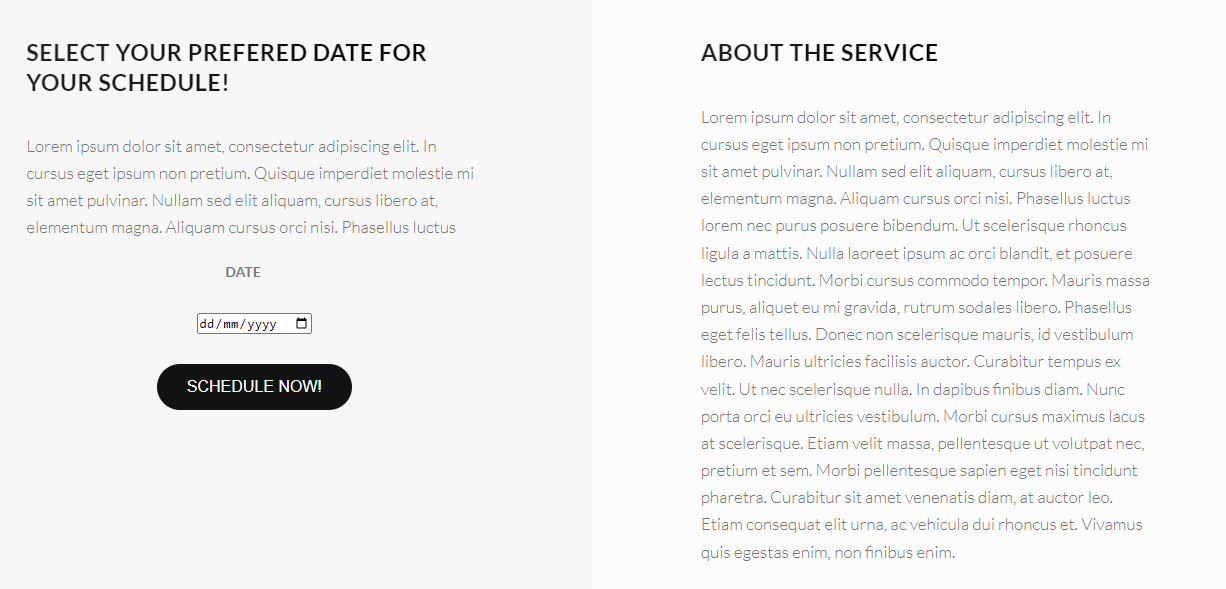 SELECT YOUR PREFERED DATE FOR
YOUR SCHEDULE!
Lorem ipsum dolor sit amet, consectetur adipiscing elit. In
cursus eget ipsum non pretium. Quisque imperdiet molestie mi
sit amet pulvinar. Nullam sed elit aliquam, cursus libero at,
elementum magna. Aliquam cursus orci nisi. Phasellus luctus
DATE
dd/mm/yyyy
SCHEDULE NOW!
ABOUT THE SERVICE
Lorem ipsum dolor sit amet, consectetur adipiscing elit. In
cursus eget ipsum non pretium. Quisque imperdiet molestie mi
sit amet pulvinar. Nullam sed elit aliquam, cursus libero at,
elementum magna. Aliquam cursus orci nisi. Phasellus luctus
lorem nec purus posuere bibendum. Ut scelerisque rhoncus
ligula a mattis. Nulla laoreet ipsum ac orci blandit, et posuere
lectus tincidunt. Morbi cursus commodo tempor. Mauris massa
purus, aliquet eu mi gravida, rutrum sodales libero. Phasellus
eget felis tellus. Donec non scelerisque mauris, id vestibulum
libero. Mauris ultricies facilisis auctor. Curabitur tempus ex
velit. Ut nec scelerisque nulla. In dapibus finibus diam. Nunc
porta orci eu ultricies vestibulum. Morbi cursus maximus lacus
at scelerisque. Etiam velit massa, pellentesque ut volutpat nec,
pretium et sem. Morbi pellentesque sapien eget nisi tincidunt
pharetra. Curabitur sit amet venenatis diam, at auctor leo.
Etiam consequat elit urna, ac vehicula dui rhoncus et. Vivamus
quis egestas enim, non finibus enim.